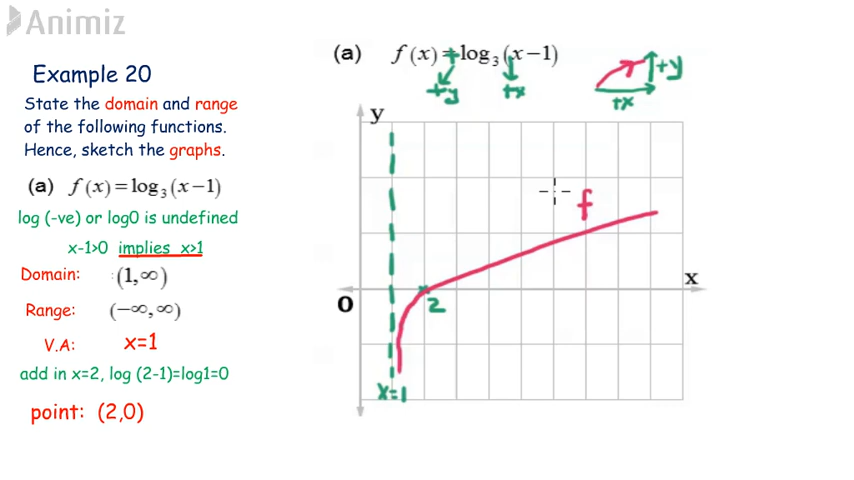 Animiz
Example 20
State the domain and range
of the following functions.
Hence, sketch the graphs.
(a) f(x)=log₃(x−1)
log (-ve) or log0 is undefined
x-1>0 implies x>1
Domain: (1,∞)
Range: (−∞,∞)
V.A: x=1
add in x=2, log (2-1)=log1=0
point: (2,0)
(a) f(x)=+log₃(x−1)
+y
+x
+y
+x
y
f
x
0
2
x=1